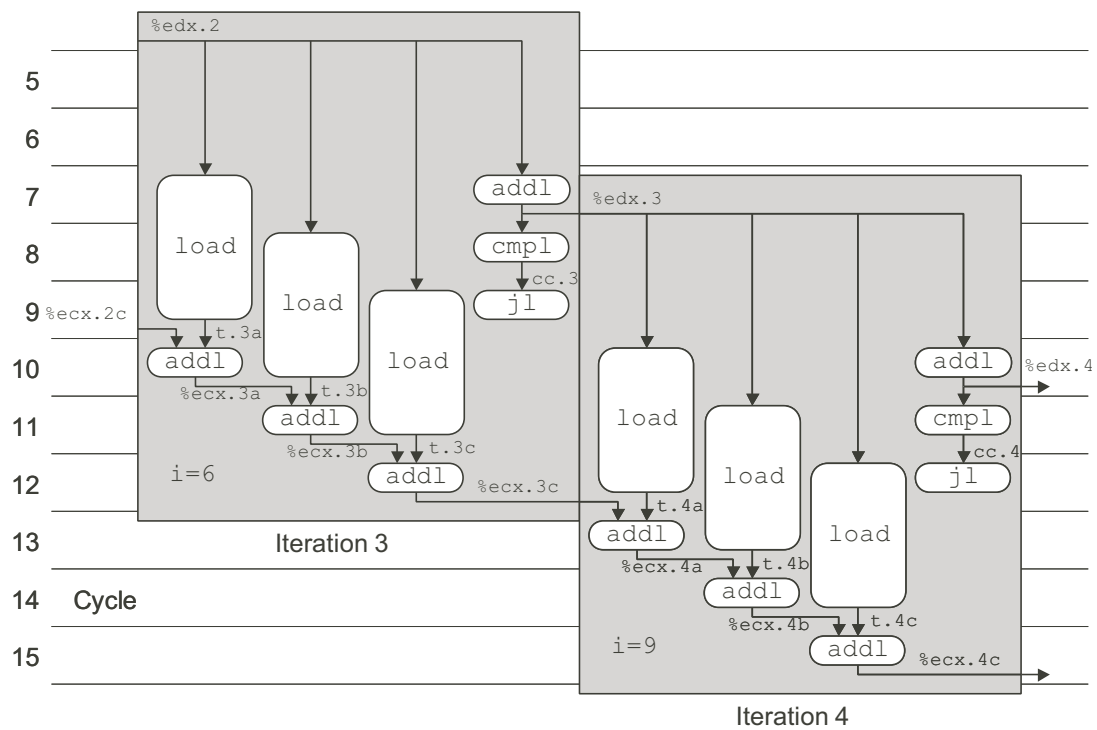 %edx.2
5
6
7 addl %edx.3
8 load cmpl
load cc.3
9 %ecx.2c jl
t.3a load
10 addl addl %edx.4
%ecx.3a t.3b load
11 addl cmpl
%ecx.3b t.3c load cc.4
12 i=6 addl jl
%ecx.3c t.4a load
13 Iteration 3 addl
%ecx.4a t.4b
14 Cycle addl
%ecx.4b t.4c
15 i=9 addl %ecx.4c
Iteration 4